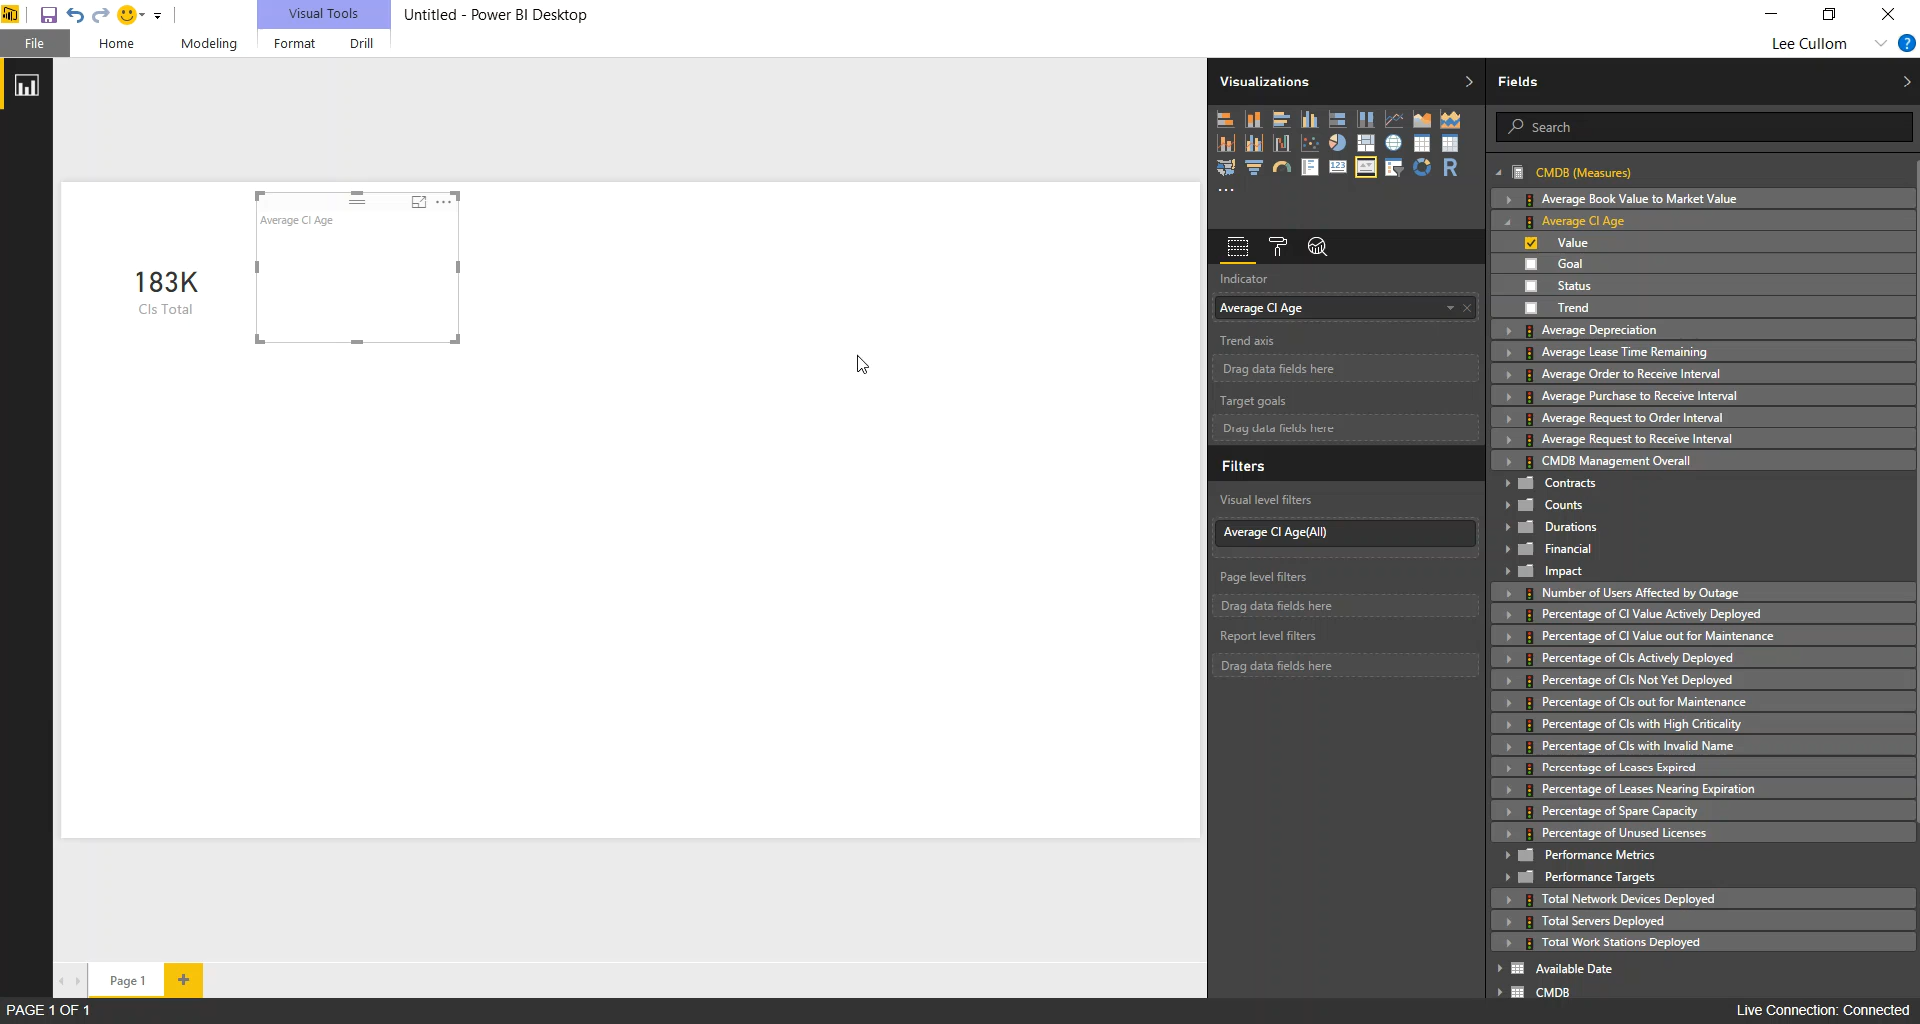 Visual Tools
Untitled - Power BI Desktop
File
Home
Modeling
Format
Drill
Lee Cullom
?
Average CI Age
183K
CIs Total
Visualizations
123
R
Indicator
Average CI Age
Trend axis
Drag data fields here
Target goals
Drag data fields here
Filters
Visual level filters
Average CI Age(All)
Page level filters
Drag data fields here
Report level filters
Drag data fields here
Fields
Search
CMDB (Measures)
Average Book Value to Market Value
Average CI Age
Value
Goal
Status
Trend
Average Depreciation
Average Lease Time Remaining
Average Order to Receive Interval
Average Purchase to Receive Interval
Average Request to Order Interval
Average Request to Receive Interval
CMDB Management Overall
Contracts
Counts
Durations
Financial
Impact
Number of Users Affected by Outage
Percentage of CI Value Actively Deployed
Percentage of CI Value out for Maintenance
Percentage of CIs Actively Deployed
Percentage of CIs Not Yet Deployed
Percentage of CIs out for Maintenance
Percentage of CIs with High Criticality
Percentage of CIs with Invalid Name
Percentage of Leases Expired
Percentage of Leases Nearing Expiration
Percentage of Spare Capacity
Percentage of Unused Licenses
Performance Metrics
Performance Targets
Total Network Devices Deployed
Total Servers Deployed
Total Work Stations Deployed
Available Date
CMDB
Page 1
+
PAGE 1 OF 1
Live Connection: Connected